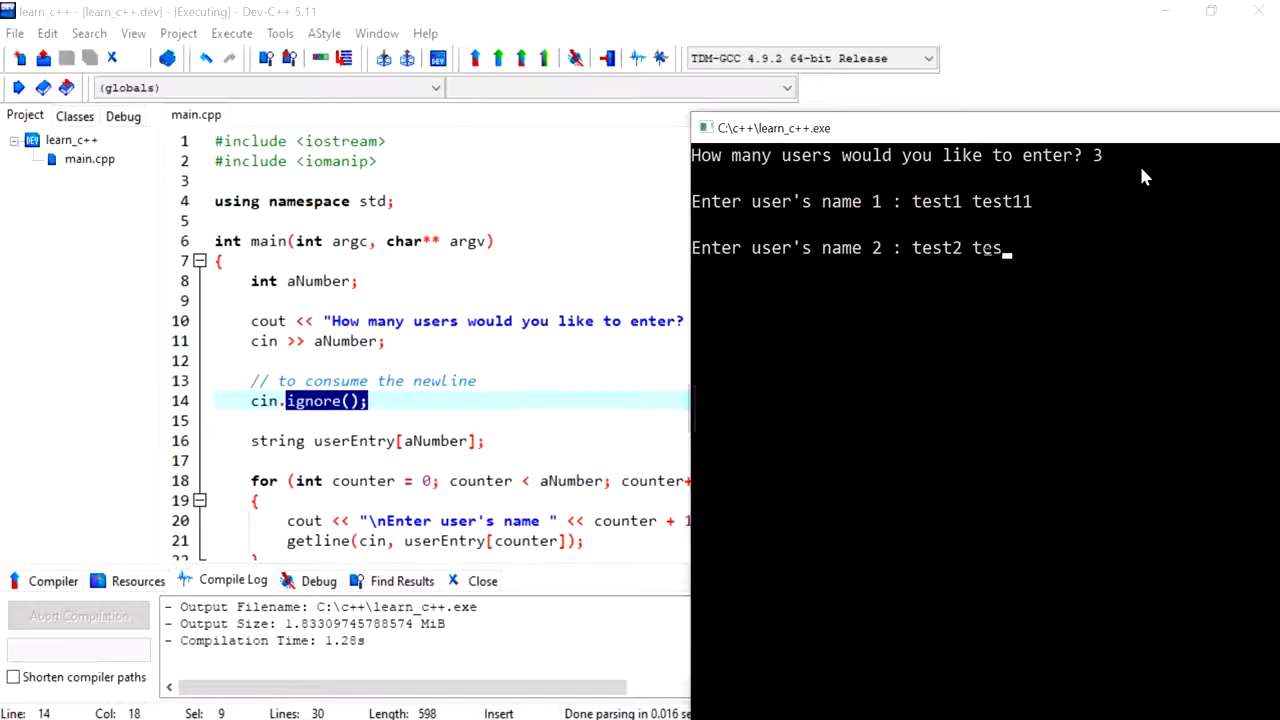 learn_c++ - [learn_c++.dev] - [Executing] - Dev-C++ 5.11
File Edit Search View Project Execute Tools AStyle Window Help
TDM-GCC 4.9.2 64-bit Release
(globals)
Project Classes Debug
main.cpp
learn_c++
main.cpp
1 #include <iostream>
2 #include <iomanip>
3
4 using namespace std;
5
6 int main(int argc, char** argv)
7 {
8 int aNumber;
9
10 cout << "How many users would you like to enter?
11 cin >> aNumber;
12
13 // to consume the newline
14 cin.ignore();
15
16 string userEntry[aNumber];
17
18 for (int counter = 0; counter < aNumber; counter+
19 {
20 cout << "\nEnter user's name " << counter + 1
21 getline(cin, userEntry[counter]);
22 }
C:\c++\learn_c++.exe
How many users would you like to enter? 3
Enter user's name 1 : test1 test11
Enter user's name 2 : test2 tes
Compiler Resources Compile Log Debug Find Results Close
Abort Compilation
Shorten compiler paths
- Output Filename: C:\c++\learn_c++.exe
- Output Size: 1.83309745788574 MiB
- Compilation Time: 1.28s
Line: 14 Col: 18 Sel: 9 Lines: 30 Length: 598 Insert Done parsing in 0.016 se